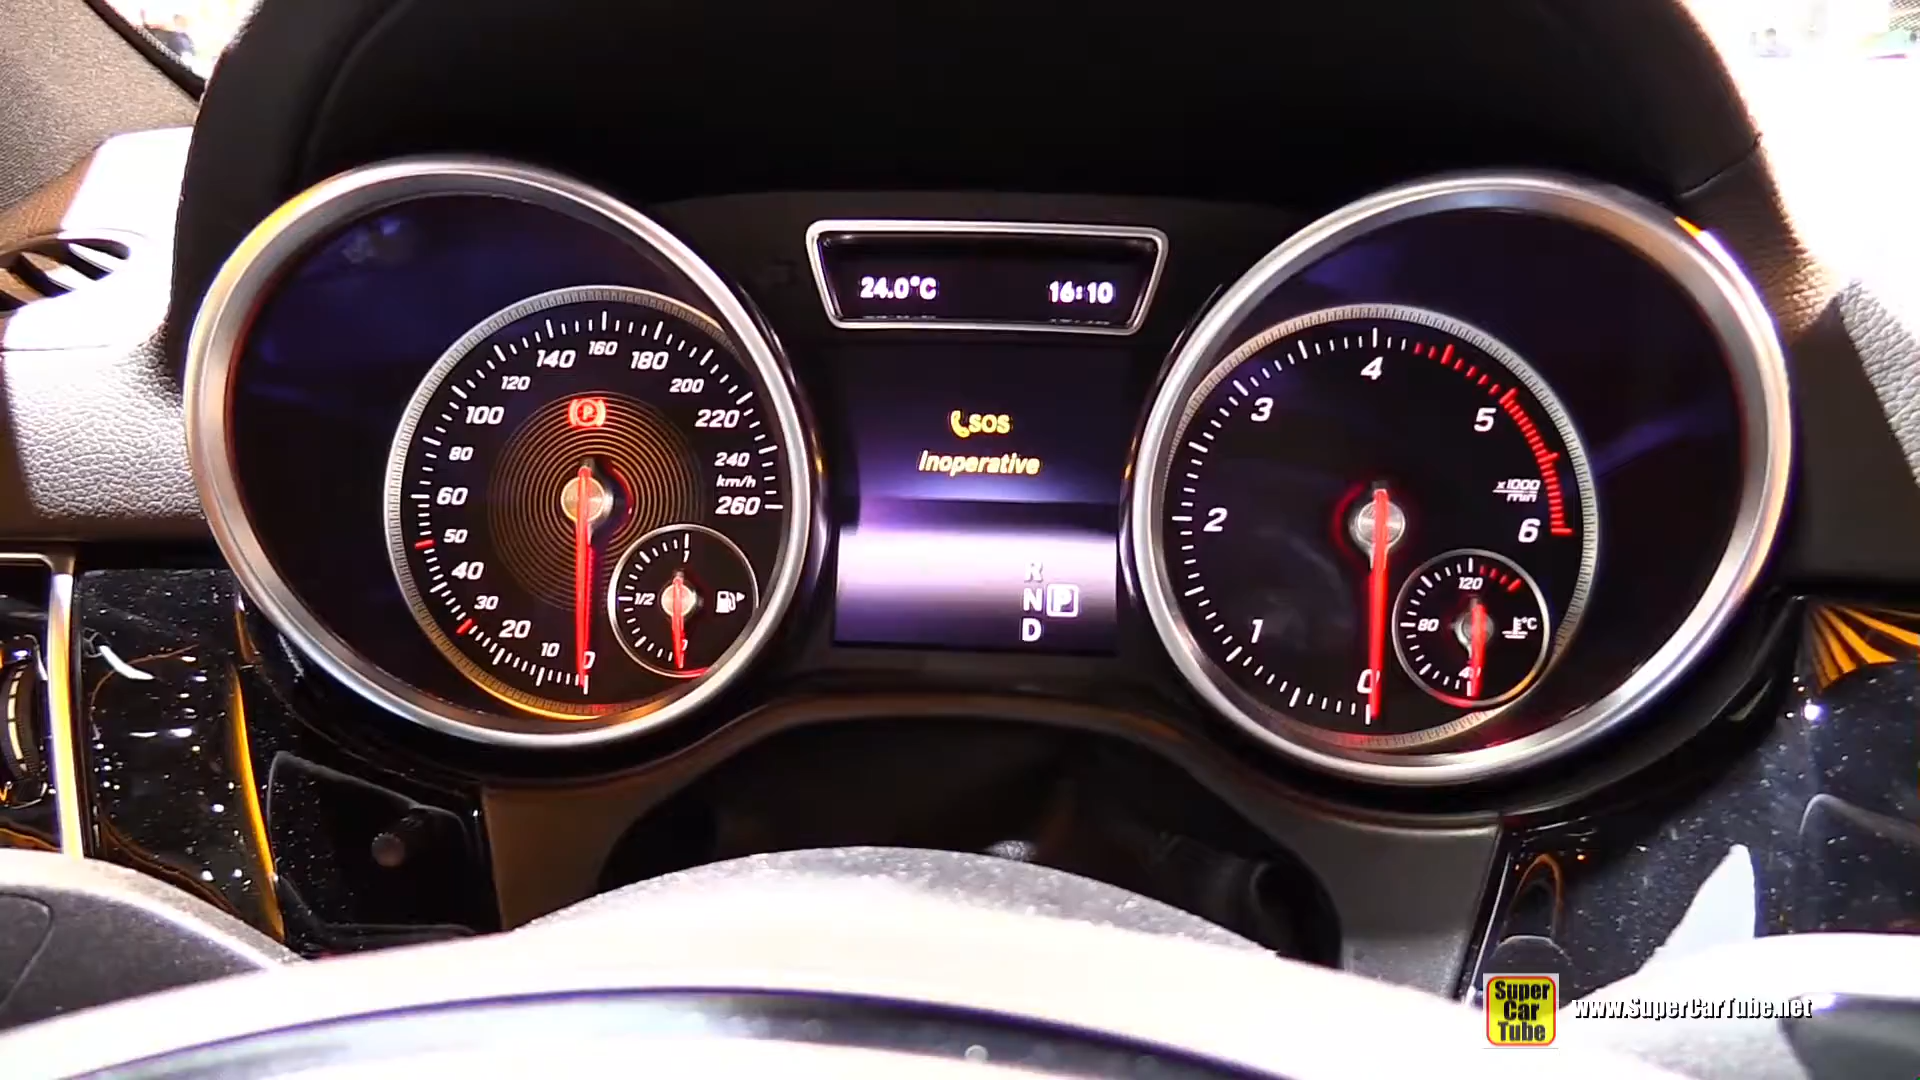 24.0°C 16:10
SOS
Inoperative
R
N P
D
0
10
20
30
40
50
60
80
100
120
140
160
180
200
220
240
km/h
260
P
1
1/2
0
1
2
3
4
5
x1000
min
6
120
80
°C
40
Super
Car
Tube
www.SuperCarTube.net